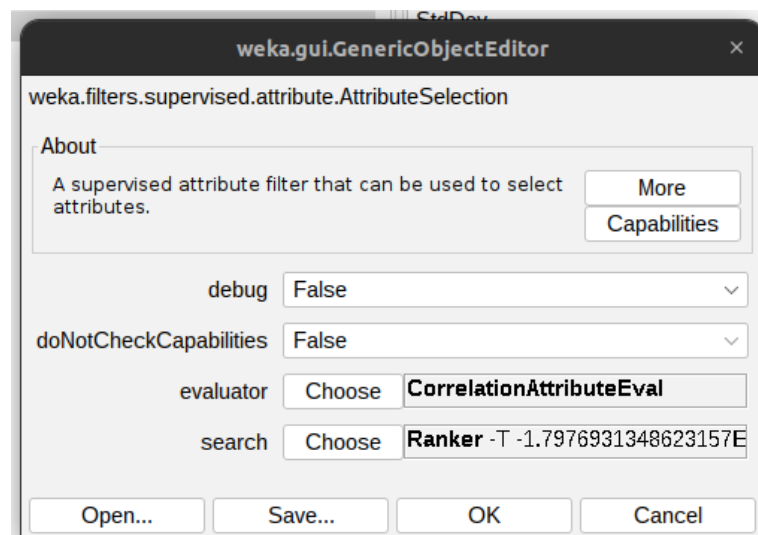 StdDev
weka.gui.GenericObjectEditor ×
weka.filters.supervised.attribute.AttributeSelection
About
A supervised attribute filter that can be used to select
attributes.
More
Capabilities
debug False
doNotCheckCapabilities False
evaluator Choose CorrelationAttributeEval
search Choose Ranker -T -1.7976931348623157E
Open... Save... OK Cancel